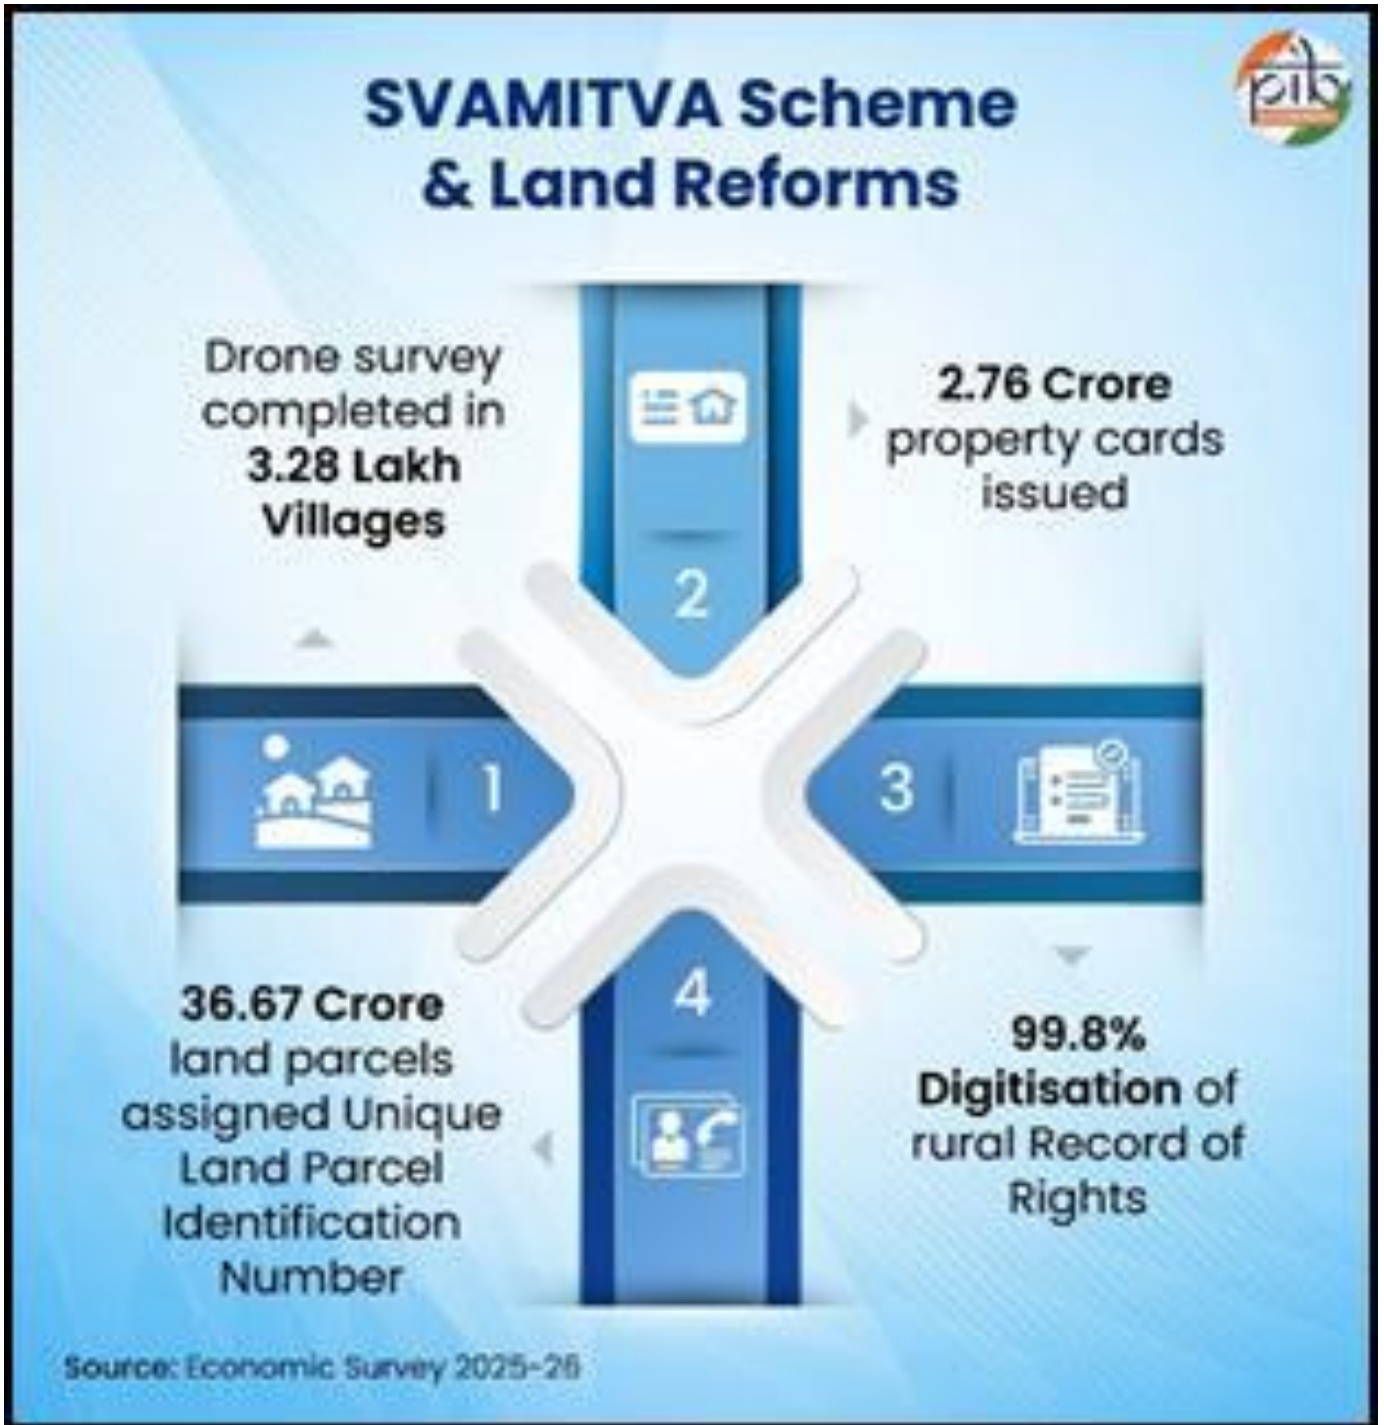 pib
SVAMITVA Scheme
& Land Reforms
Drone survey
completed in
3.28 Lakh
Villages
1
2.76 Crore
property cards
issued
2
99.8%
Digitisation of
rural Record of
Rights
3
36.67 Crore
land parcels
assigned Unique
Land Parcel
Identification
Number
4
Source: Economic Survey 2025-26